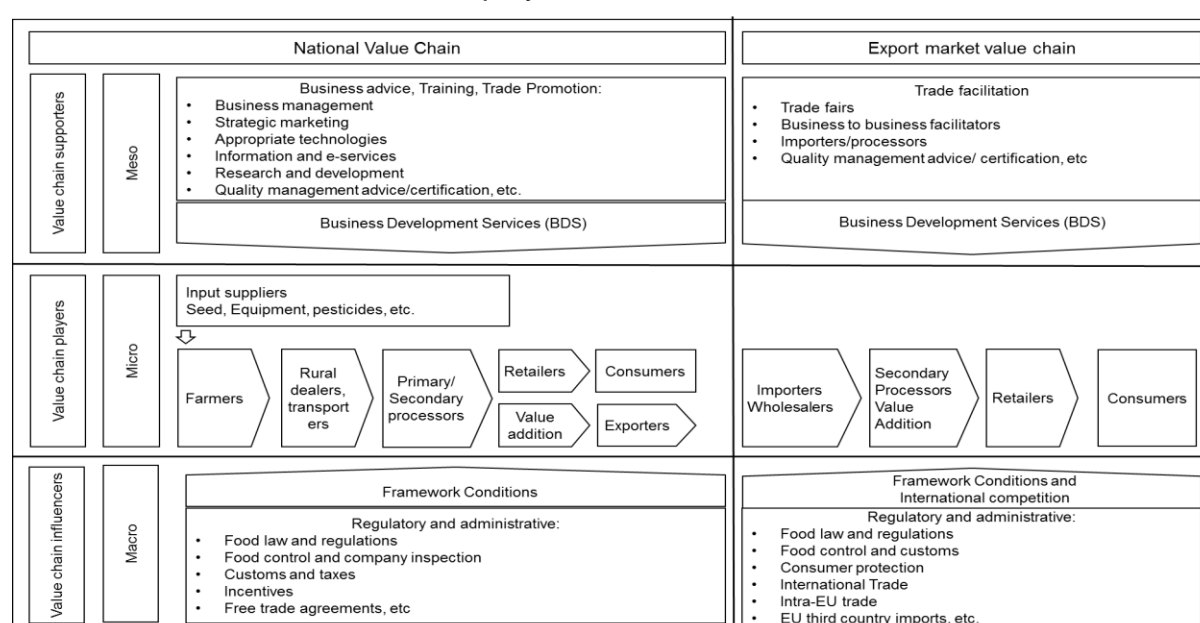 National Value Chain
Export market value chain
Value chain supporters
Meso
Business advice, Training, Trade Promotion:
• Business management
• Strategic marketing
• Appropriate technologies
• Information and e-services
• Research and development
• Quality management advice/certification, etc.
Business Development Services (BDS)
Trade facilitation
• Trade fairs
• Business to business facilitators
• Importers/processors
• Quality management advice/ certification, etc
Business Development Services (BDS)
Value chain players
Micro
Input suppliers
Seed, Equipment, pesticides, etc.
Farmers
Rural
dealers,
transport
ers
Primary/
Secondary
processors
Retailers
Consumers
Value
addition
Exporters
Importers
Wholesalers
Secondary
Processors
Value
Addition
Retailers
Consumers
Value chain influencers
Macro
Framework Conditions
Regulatory and administrative:
• Food law and regulations
• Food control and company inspection
• Customs and taxes
• Incentives
• Free trade agreements, etc
Framework Conditions and
International competition
Regulatory and administrative:
• Food law and regulations
• Food control and customs
• Consumer protection
• International Trade
• Intra-EU trade
• EU third country imports, etc.